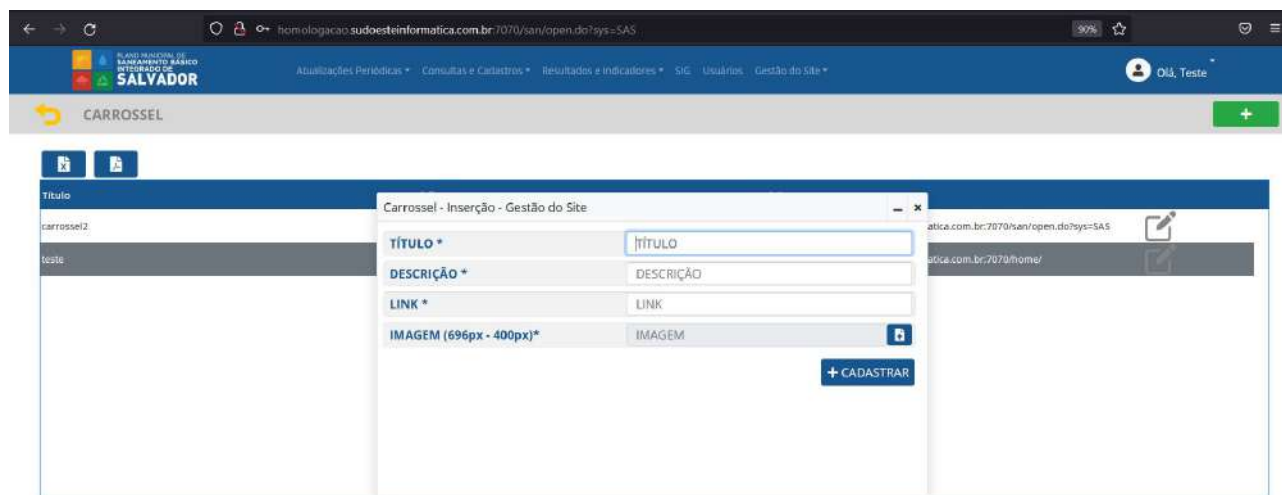 homologacao.sudoesteinformatica.com.br:7070/san/open.do?sys=SAS 90%
PLANO MUNICIPAL DE
SANEAMENTO BÁSICO
INTEGRADO DE
SALVADOR
Atualizações Periódicas Consultas e Cadastros Resultados e Indicadores SIG Usuários Gestão do Site
Olá, Teste
CARROSSEL
+
Título
Carrossel - Inserção - Gestão do Site
carrossel2
atica.com.br:7070/san/open.do?sys=SAS
teste
atica.com.br:7070/home/
TÍTULO * TÍTULO
DESCRIÇÃO * DESCRIÇÃO
LINK * LINK
IMAGEM (696px - 400px)* IMAGEM
+ CADASTRAR